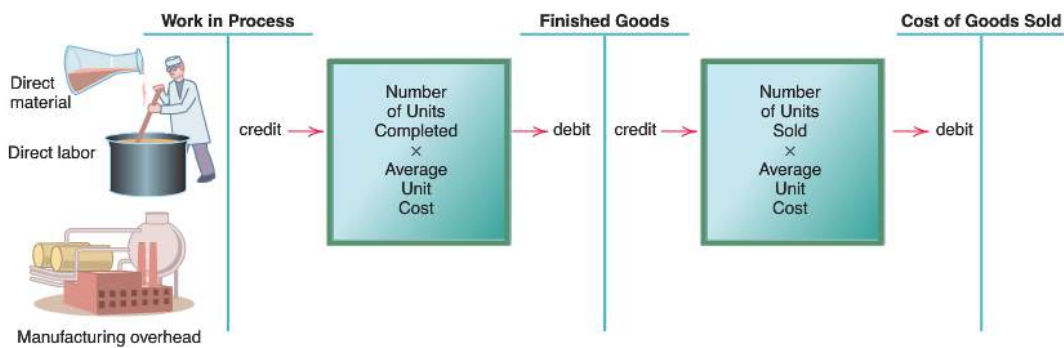 Work in Process
Finished Goods
Cost of Goods Sold
Direct
material
Direct labor
Manufacturing overhead
credit
Number
of Units
Completed
×
Average
Unit
Cost
debit
credit
Number
of Units
Sold
×
Average
Unit
Cost
debit